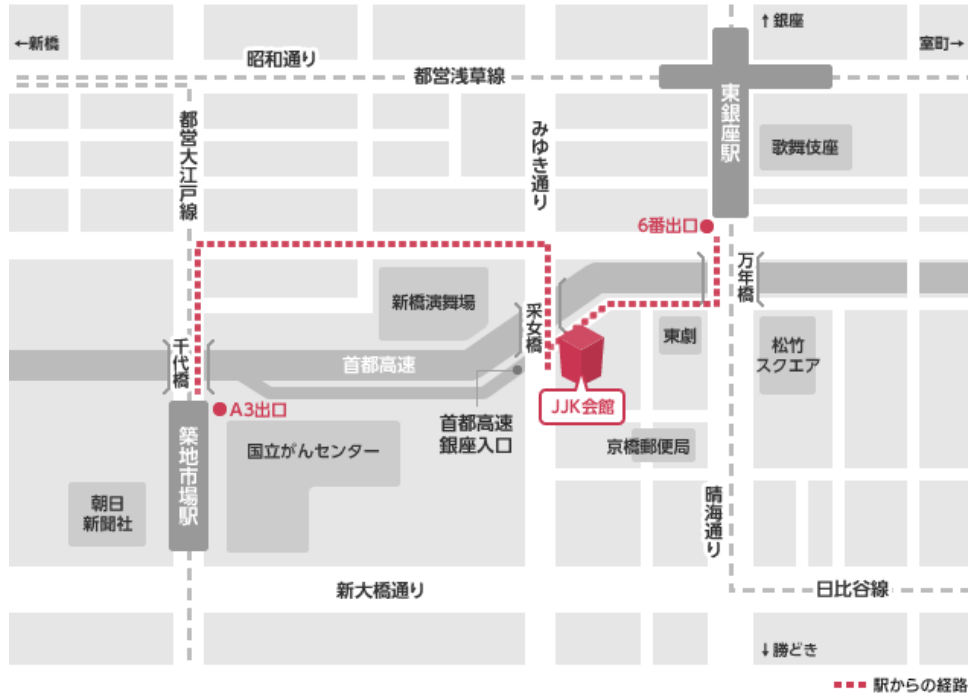 ↑銀座
←新橋
室町→
昭和通り
都営浅草線
東銀座駅
都営大江戸線
みゆき通り
歌舞伎座
6番出口
万年橋
新橋演舞場
采女橋
東劇
松竹
スクエア
千代橋
首都高速
JJK会館
A3出口
首都高速
銀座入口
築地市場駅
国立がんセンター
京橋郵便局
朝日
新聞社
晴海通り
新大橋通り
日比谷線
↓勝どき
駅からの経路